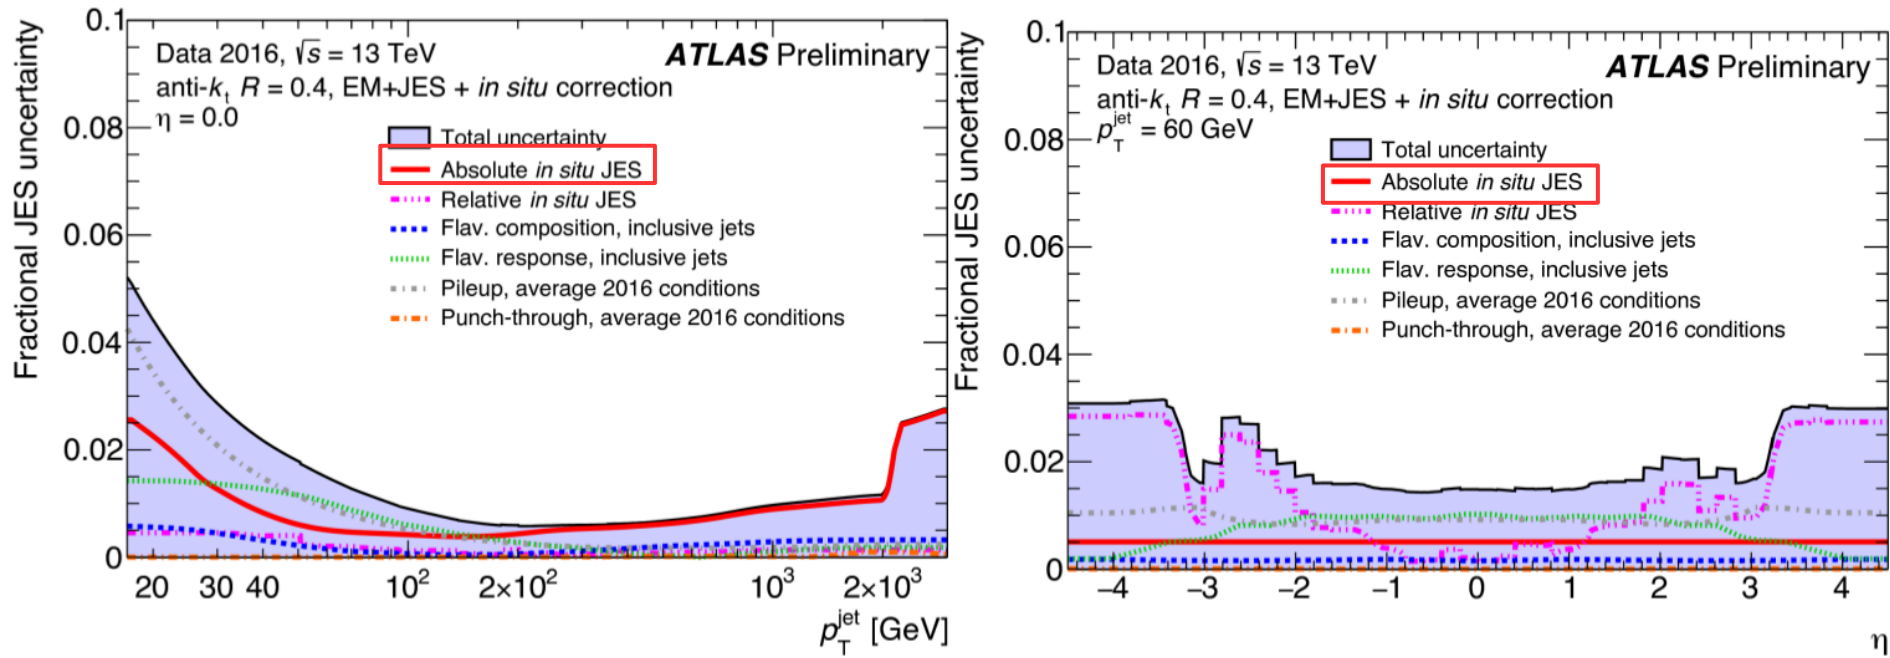 Fractional JES uncertainty
0.1
0.08
0.06
0.04
0.02
0
Data 2016, √s = 13 TeV
ATLAS Preliminary
anti-kt R = 0.4, EM+JES + in situ correction
η = 0.0
Total uncertainty
Absolute in situ JES
Relative in situ JES
Flav. composition, inclusive jets
Flav. response, inclusive jets
Pileup, average 2016 conditions
Punch-through, average 2016 conditions
20 30 40 10² 2×10² 10³ 2×10³
pTjet [GeV]
Fractional JES uncertainty
0.1
0.08
0.06
0.04
0.02
0
Data 2016, √s = 13 TeV
ATLAS Preliminary
anti-kt R = 0.4, EM+JES + in situ correction
pTjet = 60 GeV
Total uncertainty
Absolute in situ JES
Relative in situ JES
Flav. composition, inclusive jets
Flav. response, inclusive jets
Pileup, average 2016 conditions
Punch-through, average 2016 conditions
−4 −3 −2 −1 0 1 2 3 4
η